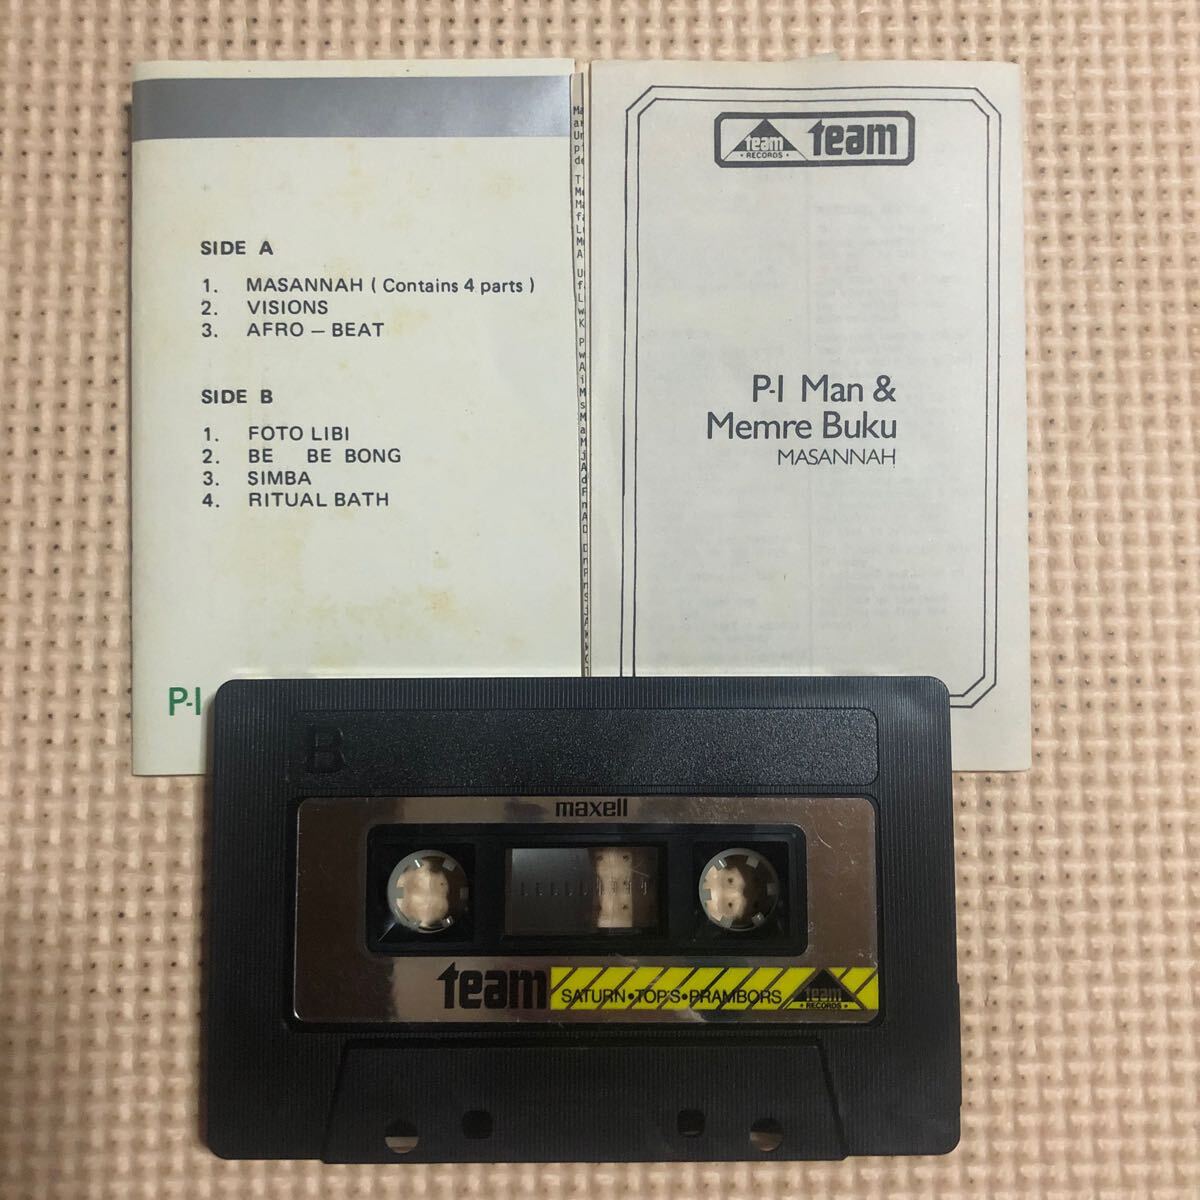 SIDE A
1. MASANNAH ( Contains 4 parts )
2. VISIONS
3. AFRO – BEAT
SIDE B
1. FOTO LIBI
2. BE BE BONG
3. SIMBA
4. RITUAL BATH
P-I
team
RECORDS
team
P-I Man &
Memre Buku
MASANNAH
B
maxell
team
SATURN•TOP'S•PRAMBORS
team
RECORDS